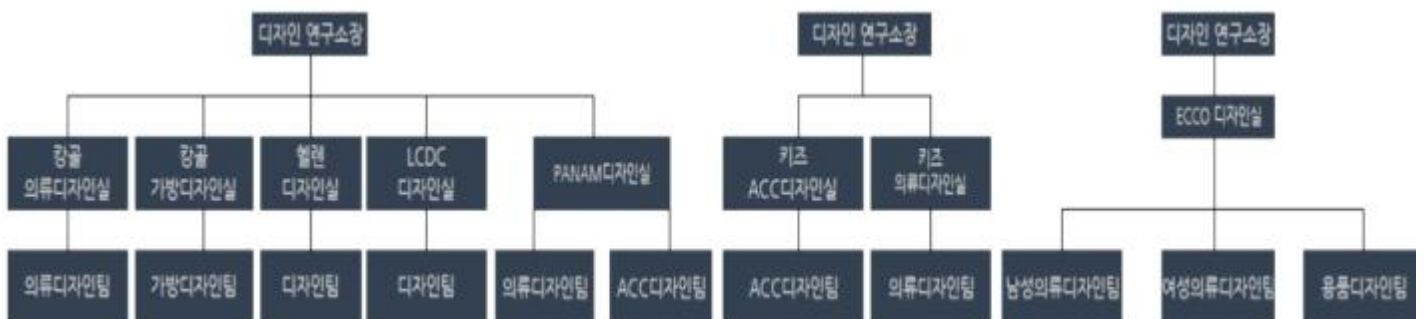 디자인 연구소장
디자인 연구소장
디자인 연구소장
ECCO 디자인실
캉골
의류디자인실
캉골
가방디자인실
헬렌
디자인실
LCDC
디자인실
PANAM디자인실
키즈
ACC디자인실
키즈
의류디자인실
의류디자인팀
가방디자인팀
디자인팀
디자인팀
의류디자인팀
ACC디자인팀
ACC디자인팀
의류디자인팀
남성의류디자인팀
여성의류디자인팀
용품디자인팀